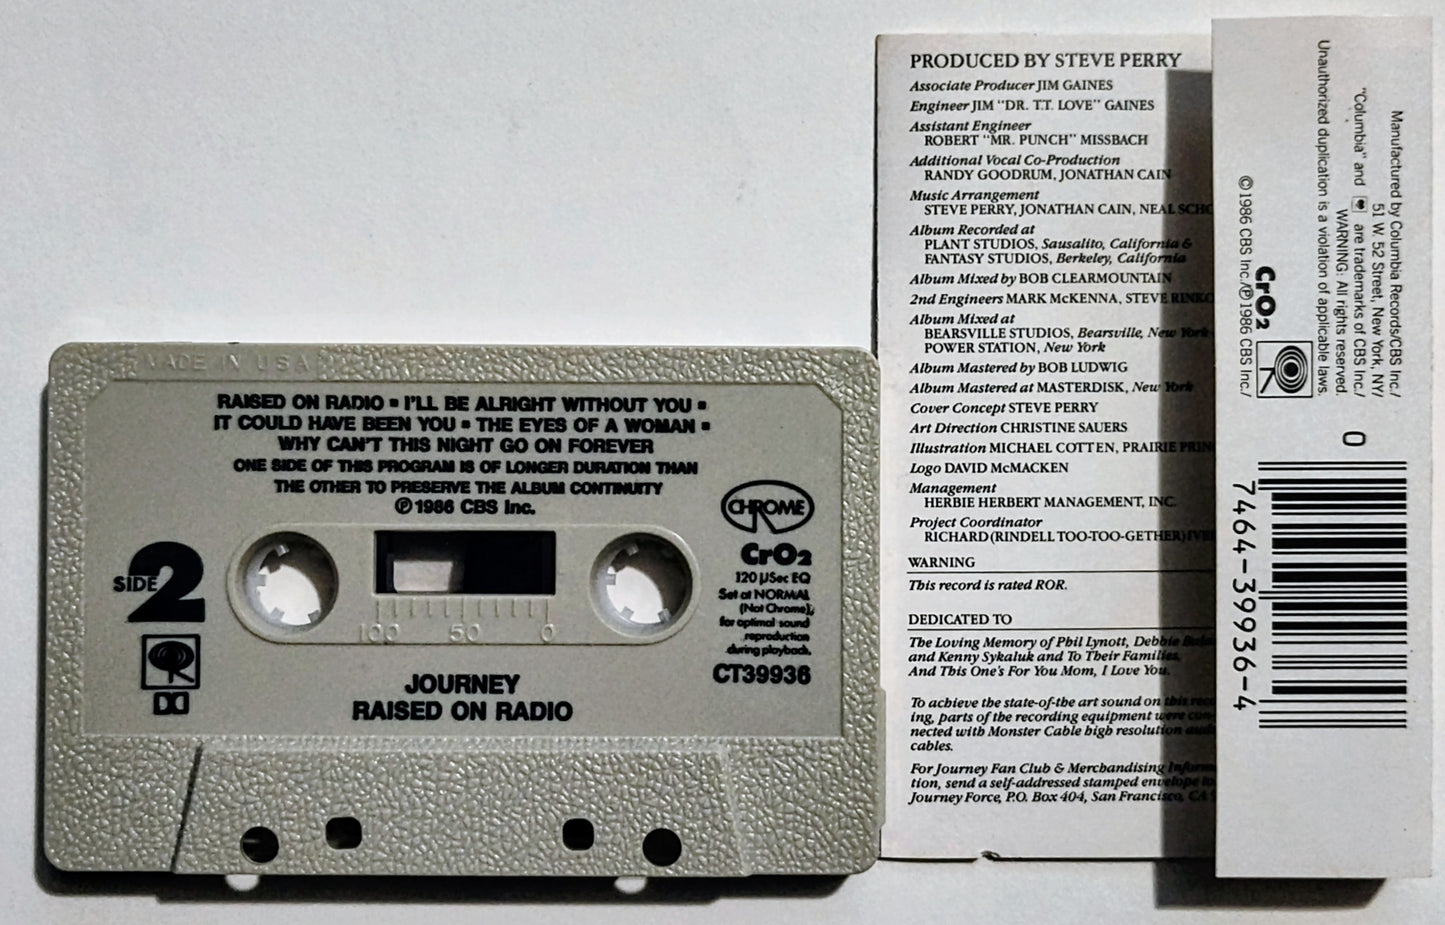 MADE IN USA
RAISED ON RADIO ▪ I'LL BE ALRIGHT WITHOUT YOU ▪
IT COULD HAVE BEEN YOU ▪ THE EYES OF A WOMAN ▪
WHY CAN'T THIS NIGHT GO ON FOREVER
ONE SIDE OF THIS PROGRAM IS OF LONGER DURATION THAN
THE OTHER TO PRESERVE THE ALBUM CONTINUITY
℗ 1986 CBS Inc.
SIDE 2
100 50 0
CHROME
CrO2
120 µSec EQ
Set at NORMAL
(Not Chrome),
for optimal sound
reproduction
during playback.
CT39936
JOURNEY
RAISED ON RADIO
PRODUCED BY STEVE PERRY
Associate Producer JIM GAINES
Engineer JIM "DR. T.T. LOVE" GAINES
Assistant Engineer
ROBERT "MR. PUNCH" MISSBACH
Additional Vocal Co-Production
RANDY GOODRUM, JONATHAN CAIN
Music Arrangement
STEVE PERRY, JONATHAN CAIN, NEAL
Album Recorded at
PLANT STUDIOS, Sausalito, California &
FANTASY STUDIOS, Berkeley, California
Album Mixed by BOB CLEARMOUNTAIN
2nd Engineers MARK McKENNA, STEVE
Album Mixed at
BEARSVILLE STUDIOS, Bearsville, New York
POWER STATION, New York
Album Mastered by BOB LUDWIG
Album Mastered at MASTERDISK, New York
Cover Concept STEVE PERRY
Art Direction CHRISTINE SAUERS
Illustration MICHAEL COTTEN, PRAIRIE
Logo DAVID McMACKEN
Management
HERBIE HERBERT MANAGEMENT, INC.
Project Coordinator
RICHARD (RINDELL TOO-TOO-GETHER)
WARNING
This record is rated ROR.
DEDICATED TO
The Loving Memory of Phil Lynott, Debbie
and Kenny Sykaluk and To Their Families,
And This One's For You Mom, I Love You.
To achieve the state-of-the art sound on this
ing, parts of the recording equipment were con-
nected with Monster Cable high resolution
cables.
For Journey Fan Club & Merchandising
tion, send a self-addressed stamped envelope to
Journey Force, P.O. Box 404, San Francisco, CA
Manufactured by Columbia Records/CBS Inc./
51 W. 52 Street, New York, NY/
"Columbia" and are trademarks of CBS Inc./
WARNING: All rights reserved.
Unauthorized duplication is a violation of applicable laws.
CrO2
© 1986 CBS Inc./℗ 1986 CBS Inc./
0
7464-39936-4